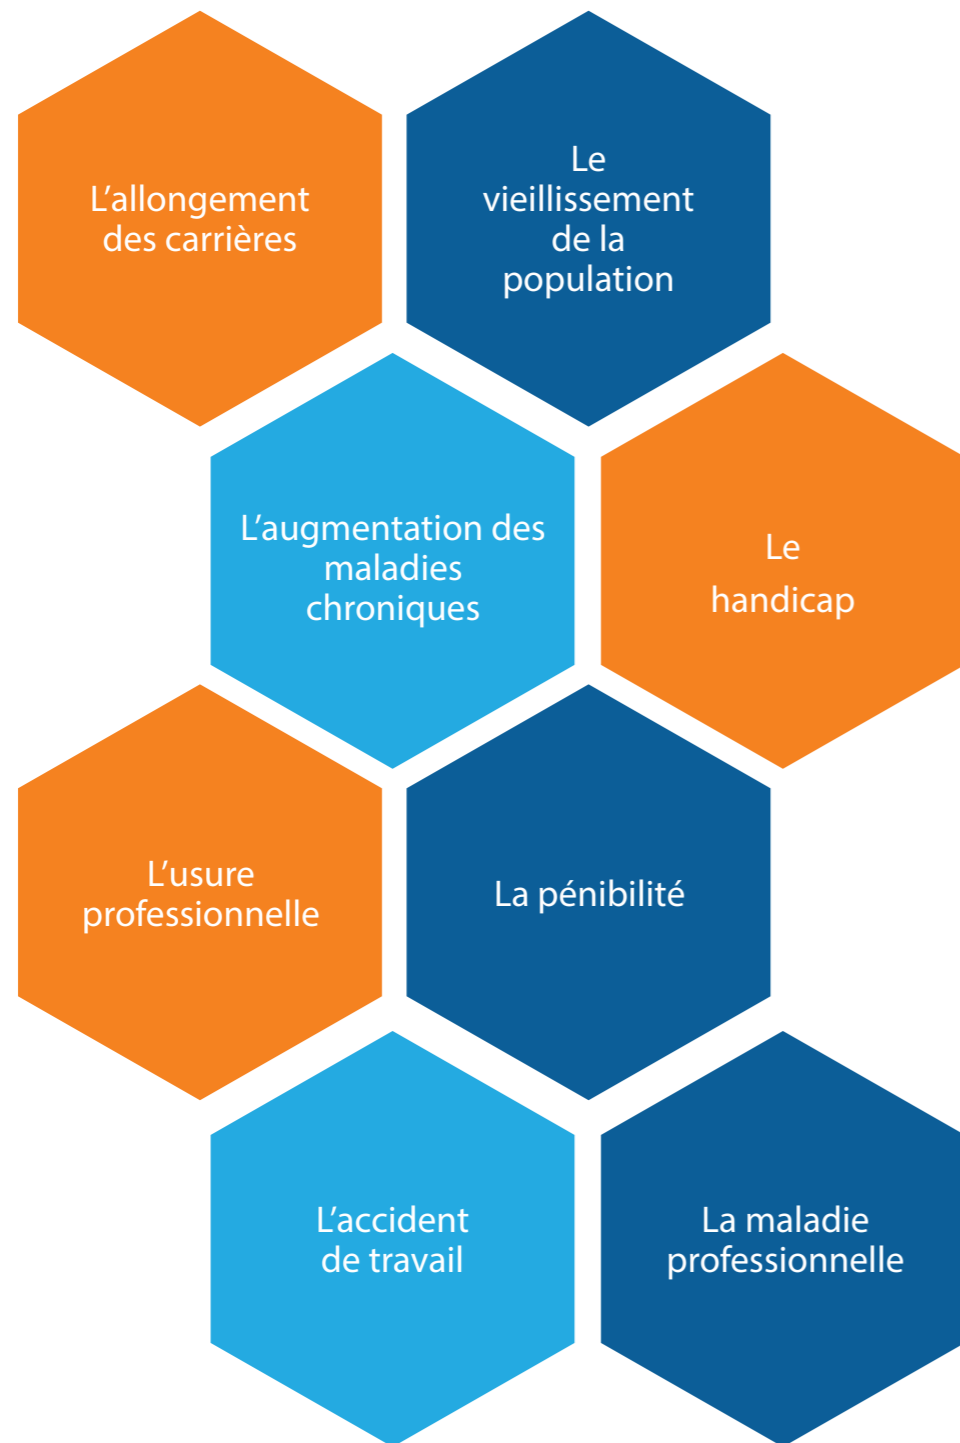 L'allongement
des carrières
Le
vieillissement
de la
population
L'augmentation des
maladies
chroniques
Le
handicap
L'usure
professionnelle
La pénibilité
L'accident
de travail
La maladie
professionnelle